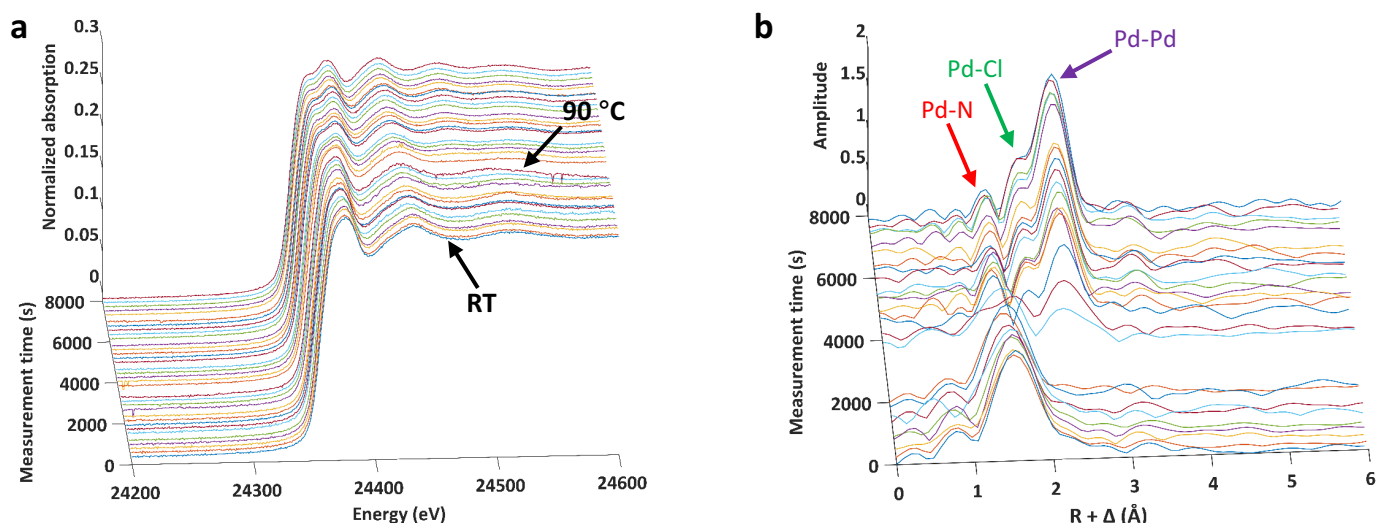 a
0.3
0.25
0.2
0.15
0.1
0.05
0
Normalized absorption
8000
6000
4000
2000
0
Measurement time (s)
90 °C
RT
24200
24300
24400
24500
24600
Energy (eV)
b
2
1.5
1
0.5
0
Amplitude
8000
6000
4000
2000
0
Measurement time (s)
Pd-N
Pd-Cl
Pd-Pd
0
1
2
3
4
5
6
R + Δ (Å)